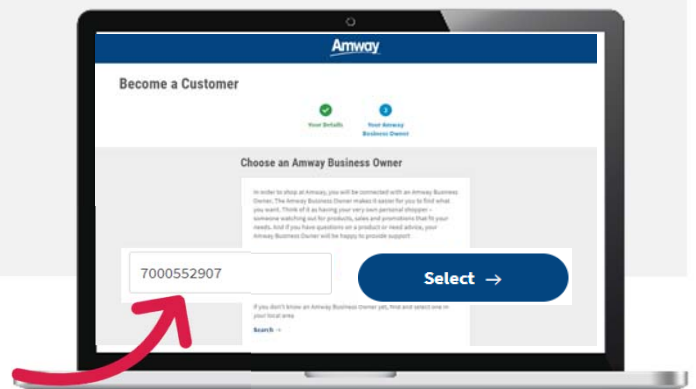 Amway
Become a Customer
Your Details
2
Your Amway
Business Owner
Choose an Amway Business Owner
In order to shop at Amway, you will be connected with an Amway Business
Owner. The Amway Business Owner makes it easier for you to find what
you want. Think of it as having your very own personal shopper –
someone watching out for products, sales and promotions that fit your
needs. And if you have questions on a product or need advice, your
Amway Business Owner will be happy to provide support
7000552907
Select →
If you don't know an Amway Business Owner yet, find and select one in
your local area
Search →